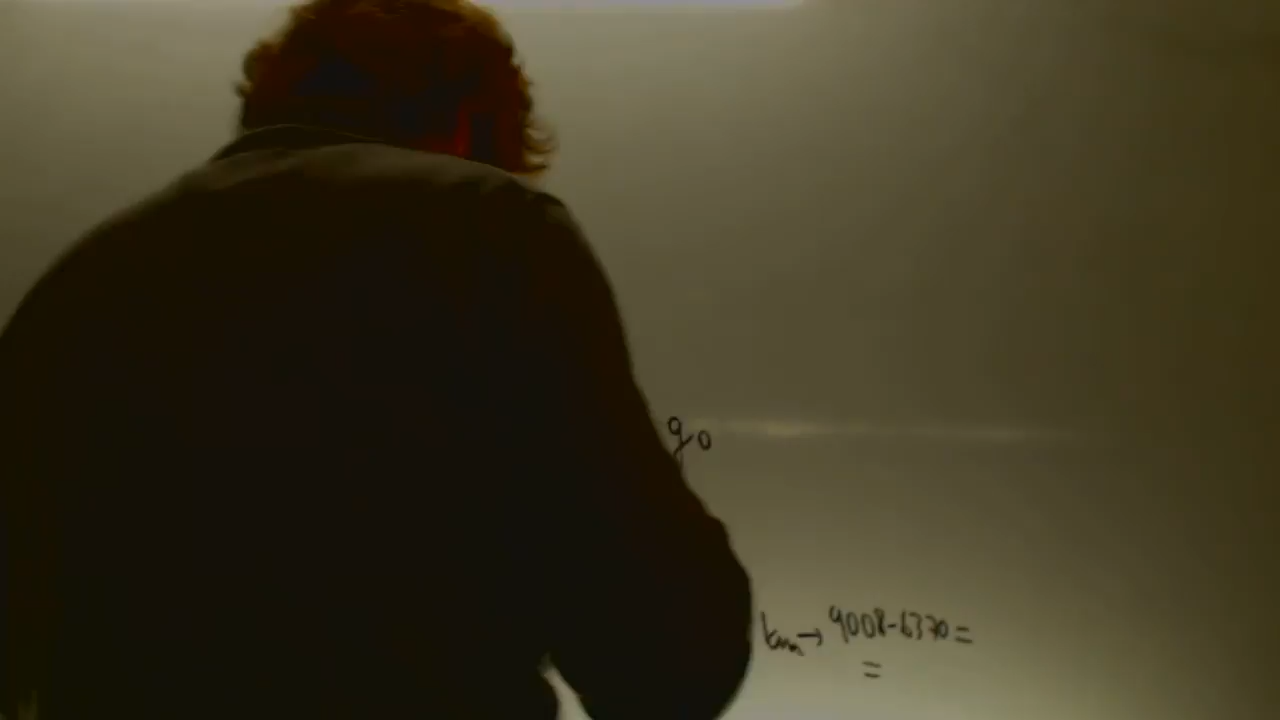 g₀
km → 9008-6370 =
=